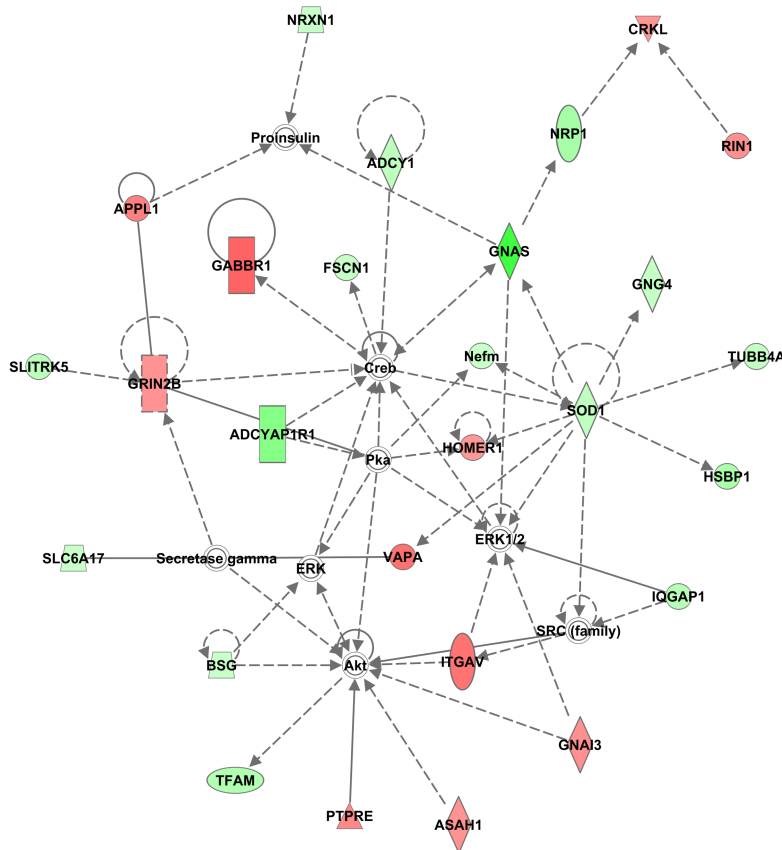 NRXN1
CRKL
Proinsulin
NRP1
RIN1
ADCY1
APPL1
GNAS
GABBR1
FSCN1
GNG4
Nefm
TUBB4A
SLITRK5
Creb
GRIN2B
SOD1
ADCYAP1R1
HOMER1
Pka
HSBP1
ERK1/2
SLC6A17
Secretase gamma
VAPA
ERK
IQGAP1
SRC (family)
BSG
Akt
ITGAV
GNAI3
TFAM
PTPRE
ASAH1